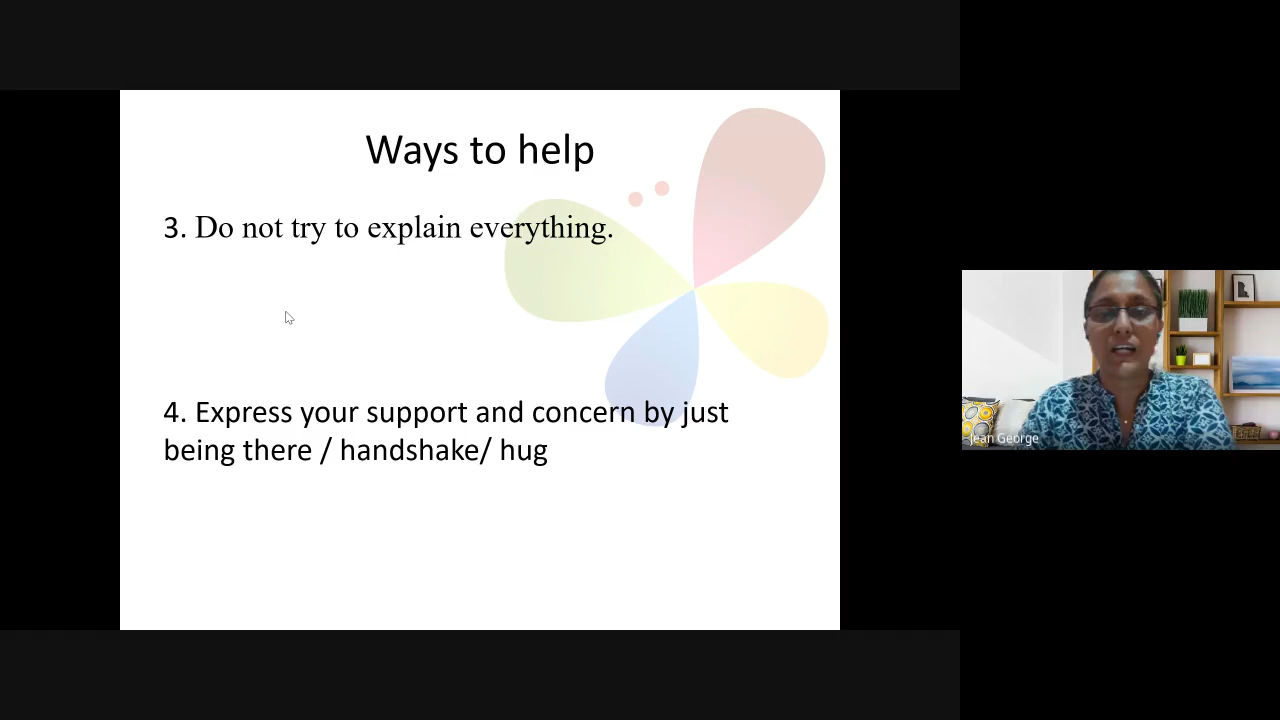 Ways to help
3. Do not try to explain everything.
4. Express your support and concern by just
being there / handshake/ hug
Jean George